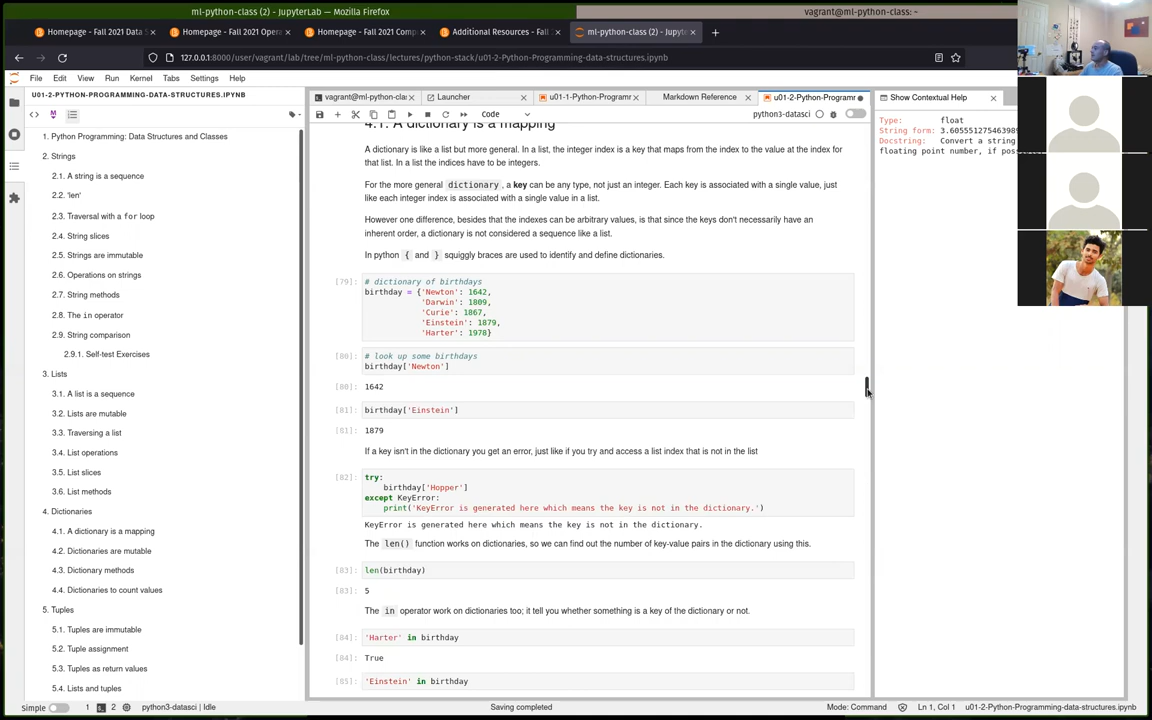 ml-python-class (2) - JupyterLab — Mozilla Firefox
vagrant@ml-python-class: ~
Homepage - Fall 2021 Data S
Homepage - Fall 2021 Opera
Homepage - Fall 2021 Comp
Additional Resources - Fall
ml-python-class (2) - Jupyte
127.0.0.1:8000/user/vagrant/lab/tree/ml-python-class/lectures/python-stack/u01-2-Python-Programming-data-structures.ipynb
File Edit View Run Kernel Tabs Settings Help
U01-2-PYTHON-PROGRAMMING-DATA-STRUCTURES.IPYNB
1. Python Programming: Data Structures and Classes
2. Strings
2.1. A string is a sequence
2.2. 'len'
2.3. Traversal with a for loop
2.4. String slices
2.5. Strings are immutable
2.6. Operations on strings
2.7. String methods
2.8. The in operator
2.9. String comparison
2.9.1. Self-test Exercises
3. Lists
3.1. A list is a sequence
3.2. Lists are mutable
3.3. Traversing a list
3.4. List operations
3.5. List slices
3.6. List methods
4. Dictionaries
4.1. A dictionary is a mapping
4.2. Dictionaries are mutable
4.3. Dictionary methods
4.4. Dictionaries to count values
5. Tuples
5.1. Tuples are immutable
5.2. Tuple assignment
5.3. Tuples as return values
5.4. Lists and tuples
vagrant@ml-python-cla
Launcher
u01-1-Python-Programm
Markdown Reference
u01-2-Python-Programm
Code
python3-datasci
4.1. A dictionary is a mapping
A dictionary is like a list but more general. In a list, the integer index is a key that maps from the index to the value at the index for
that list. In a list the indices have to be integers.
For the more general dictionary, a key can be any type, not just an integer. Each key is associated with a single value, just
like each integer index is associated with a single value in a list.
However one difference, besides that the indexes can be arbitrary values, is that since the keys don't necessarily have an
inherent order, a dictionary is not considered a sequence like a list.
In python { and } squiggly braces are used to identify and define dictionaries.
[79]: # dictionary of birthdays
birthday = {'Newton': 1642,
'Darwin': 1809,
'Curie': 1867,
'Einstein': 1879,
'Harter': 1978}
[80]: # look up some birthdays
birthday['Newton']
[80]: 1642
[81]: birthday['Einstein']
[81]: 1879
If a key isn't in the dictionary you get an error, just like if you try and access a list index that is not in the list
[82]: try:
birthday['Hopper']
except KeyError:
print('KeyError is generated here which means the key is not in the dictionary.')
KeyError is generated here which means the key is not in the dictionary.
The len() function works on dictionaries, so we can find out the number of key-value pairs in the dictionary using this.
[83]: len(birthday)
[83]: 5
The in operator work on dictionaries too; it tell you whether something is a key of the dictionary or not.
[84]: 'Harter' in birthday
[84]: True
[85]: 'Einstein' in birthday
Show Contextual Help
Type: float
String form: 3.605551275463989
Docstring: Convert a string
floating point number, if pos
Simple 1 2 python3-datasci | Idle
Saving completed
Mode: Command
Ln 1, Col 1
u01-2-Python-Programming-data-structures.ipynb